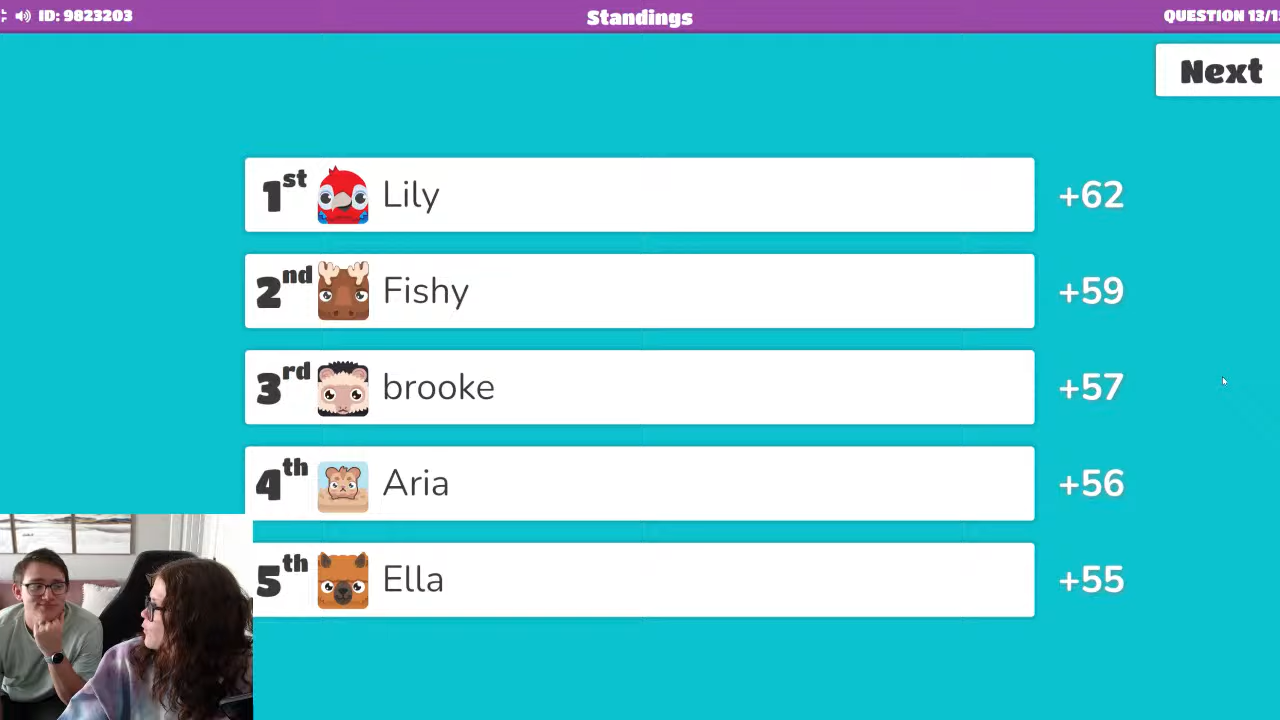 ID: 9823203
Standings
QUESTION 13/1
Next
1st Lily +62
2nd Fishy +59
3rd brooke +57
4th Aria +56
5th Ella +55